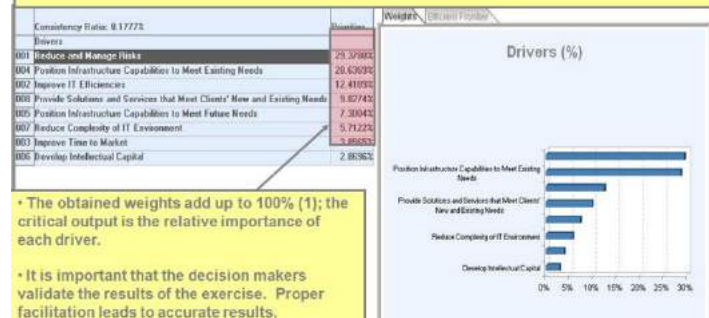 Consistency Ratio: 0.1777%
Priorities
Drivers
001 Reduce and Manage Risks 29.3780%
004 Position Infrastructure Capabilities to Meet Existing Needs 28.6369%
002 Improve IT Efficiencies 12.4189%
008 Provide Solutions and Services that Meet Clients' New and Existing Needs 9.8274%
005 Position Infrastructure Capabilities to Meet Future Needs 7.3004%
007 Reduce Complexity of IT Environment 5.7122%
003 Improve Time to Market
006 Develop Intellectual Capital 2.8696%
• The obtained weights add up to 100% (1); the
critical output is the relative importance of
each driver.
• It is important that the decision makers
validate the results of the exercise. Proper
facilitation leads to accurate results.
Weights Efficient Frontier
Drivers (%)
Position Infrastructure Capabilities to Meet Existing
Needs
Provide Solutions and Services that Meet Clients'
New and Existing Needs
Reduce Complexity of IT Environment
Develop Intellectual Capital
0% 5% 10% 15% 20% 25% 30%